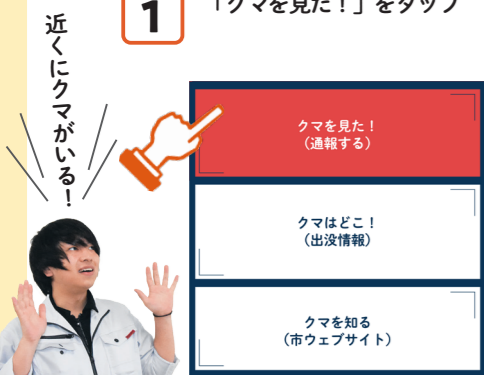 1
「クマを見た！」をタップ
近くにクマがいる！
クマを見た！
（通報する）
クマはどこ！
（出没情報）
クマを知る
（市ウェブサイト）